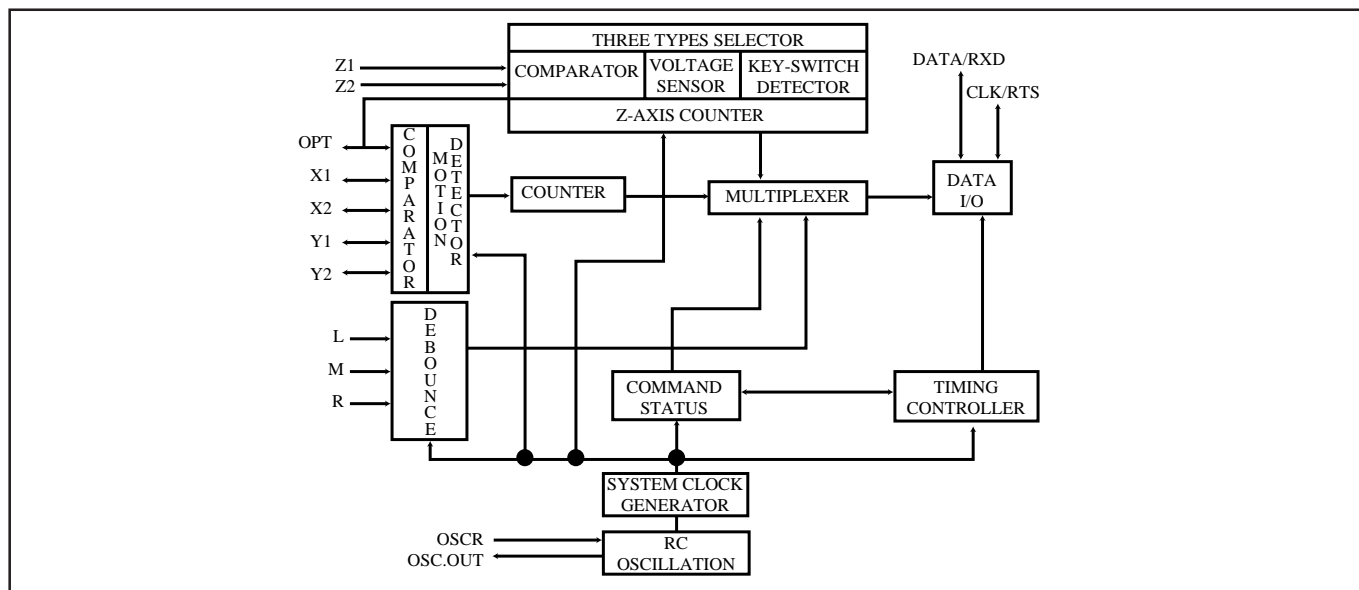 THREE TYPES SELECTOR
Z1
Z2
COMPARATOR
VOLTAGE
SENSOR
KEY-SWITCH
DETECTOR
Z-AXIS COUNTER
DATA/RXD
CLK/RTS
OPT
X1
X2
Y1
Y2
COMPARATOR
MOTION
DETECTOR
COUNTER
MULTIPLEXER
DATA
I/O
L
M
R
DEBOUNCE
COMMAND
STATUS
TIMING
CONTROLLER
SYSTEM CLOCK
GENERATOR
OSCR
OSC.OUT
RC
OSCILLATION